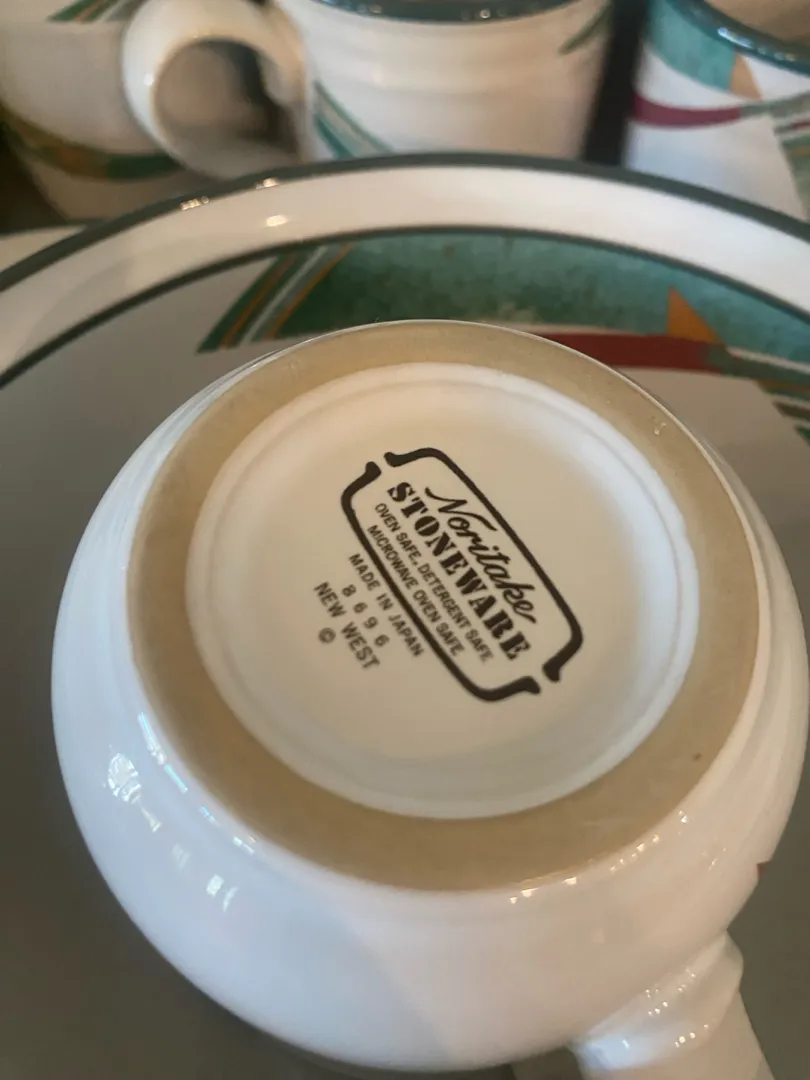 Noritake
STONEWARE
OVEN SAFE, DETERGENT SAFE
MICROWAVE OVEN SAFE
MADE IN JAPAN
8696
NEW WEST
©